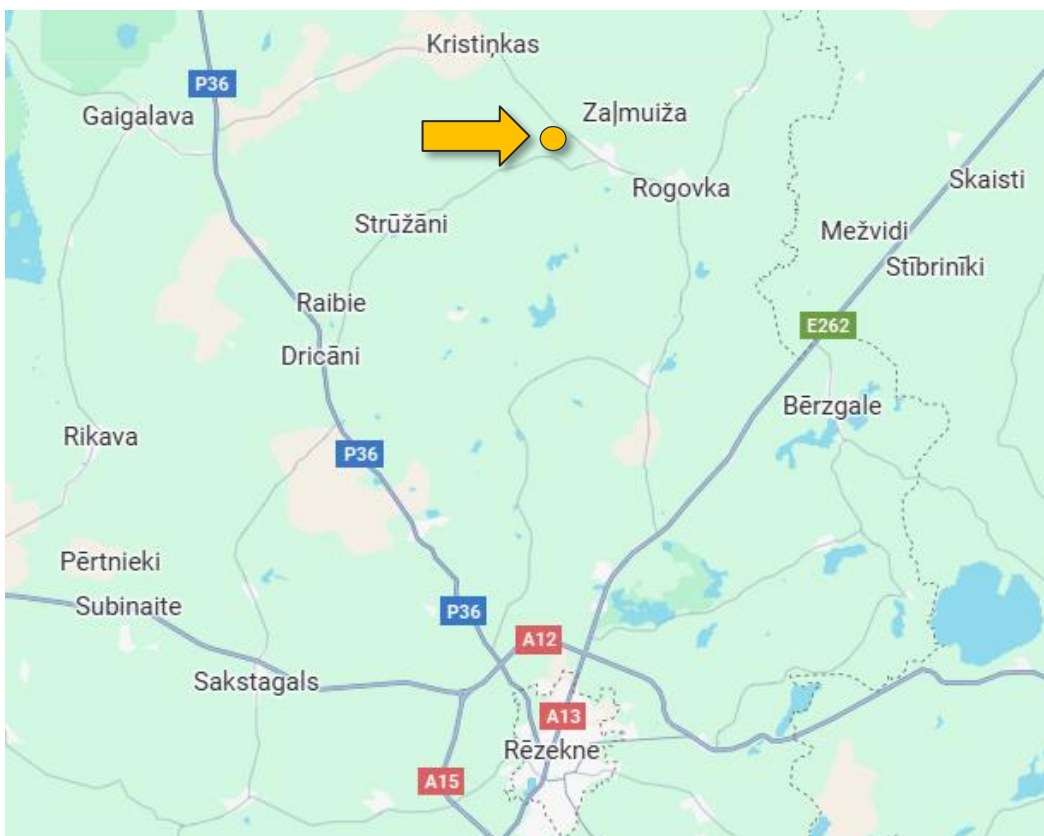 Kristiņkas
P36
Gaigalava
Zaļmuiža
Rogovka
Skaisti
Strūžāni
Mežvidi
Stībrinīki
Raibie
E262
Dricāni
Bērzgale
Rikava
P36
Pērtnieki
Subinaite
P36
A12
Sakstagals
A13
Rēzekne
A15